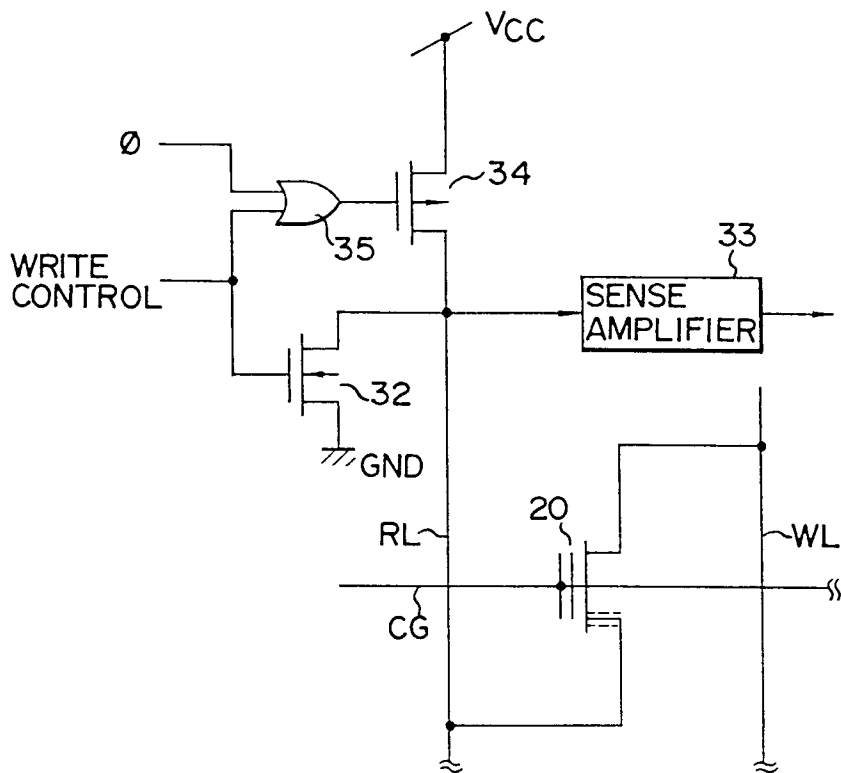 VCC
Ø
34
35
33
WRITE
CONTROL
SENSE
AMPLIFIER
32
GND
20
RL
WL
CG